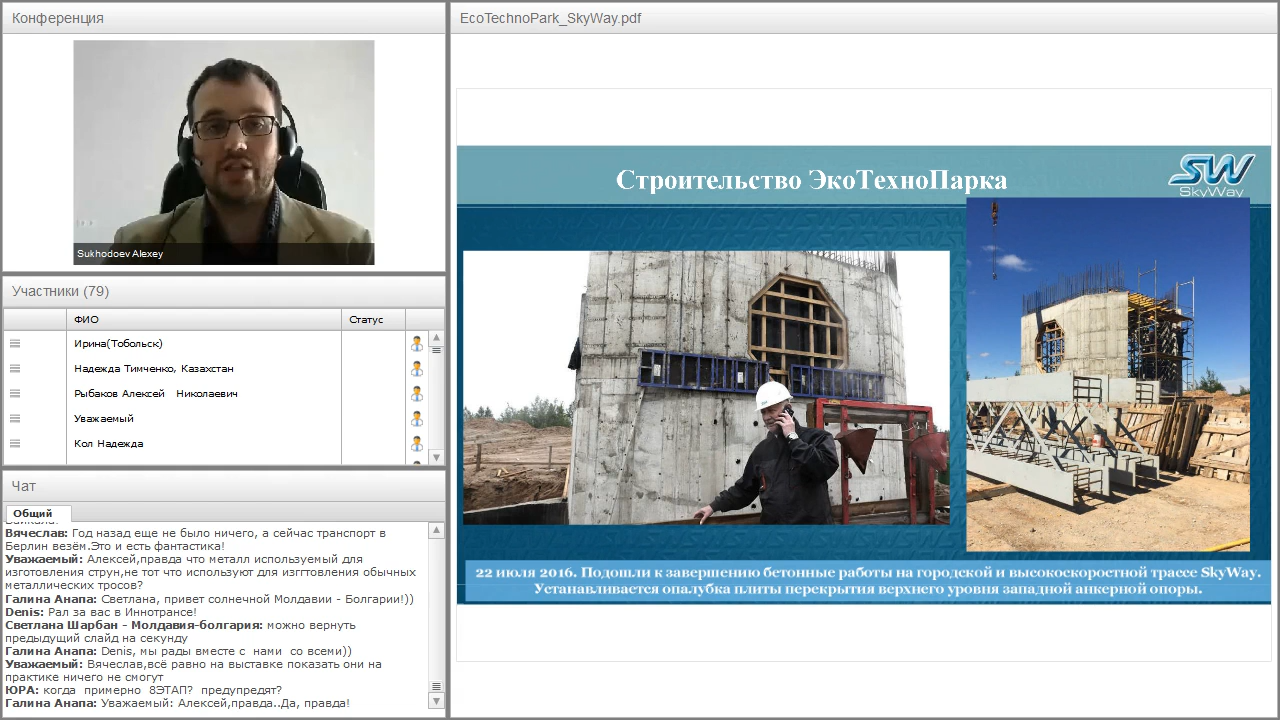 Конференция
Sukhodoev Alexey
Участники (79)
ФИО
Статус
Ирина(Тобольск)
Надежда Тимченко, Казахстан
Рыбаков Алексей Николаевич
Уважаемый
Кол Надежда
Чат
Общий
Вячеслав: Год назад еще не было ничего, а сейчас транспорт в
Берлин везём.Это и есть фантастика!
Уважаемый: Алексей,правда что металл используемый для
изготовления струн,не тот что используют для изгттовления обычных
металлических тросов?
Галина Анапа: Светлана, привет солнечной Молдавии - Болгарии!))
Denis: Рал за вас в Иннотрансе!
Светлана Шарбан - Молдавия-болгария: можно вернуть
предыдущий слайд на секунду
Галина Анапа: Denis, мы рады вместе с нами со всеми))
Уважаемый: Вячеслав,всё равно на выставке показать они на
практике ничего не смогут
ЮРА: когда примерно 8ЭТАП? предупредят?
Галина Анапа: Уважаемый: Алексей,правда..Да, правда!
EcoTechnoPark_SkyWay.pdf
Строительство ЭкоТехноПарка
SW
SkyWay
22 июля 2016. Подошли к завершению бетонные работы на городской и высокоскоростной трассе SkyWay.
Устанавливается опалубка плиты перекрытия верхнего уровня западной анкерной опоры.